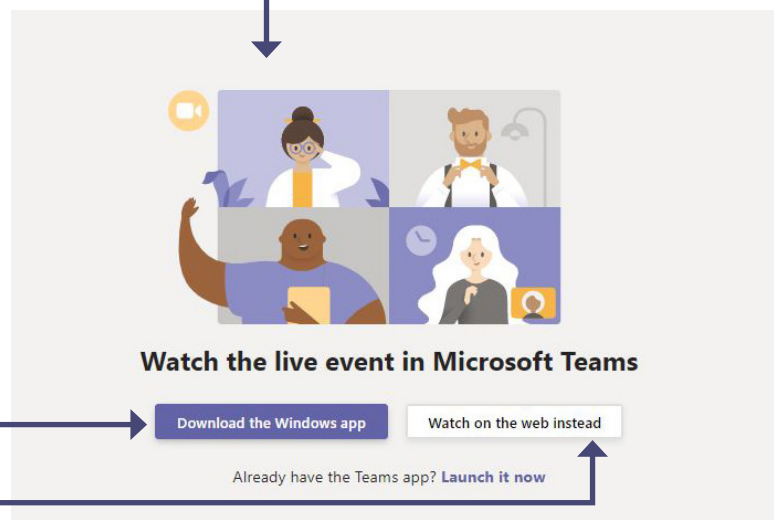 Watch the live event in Microsoft Teams
Download the Windows app
Watch on the web instead
Already have the Teams app? Launch it now